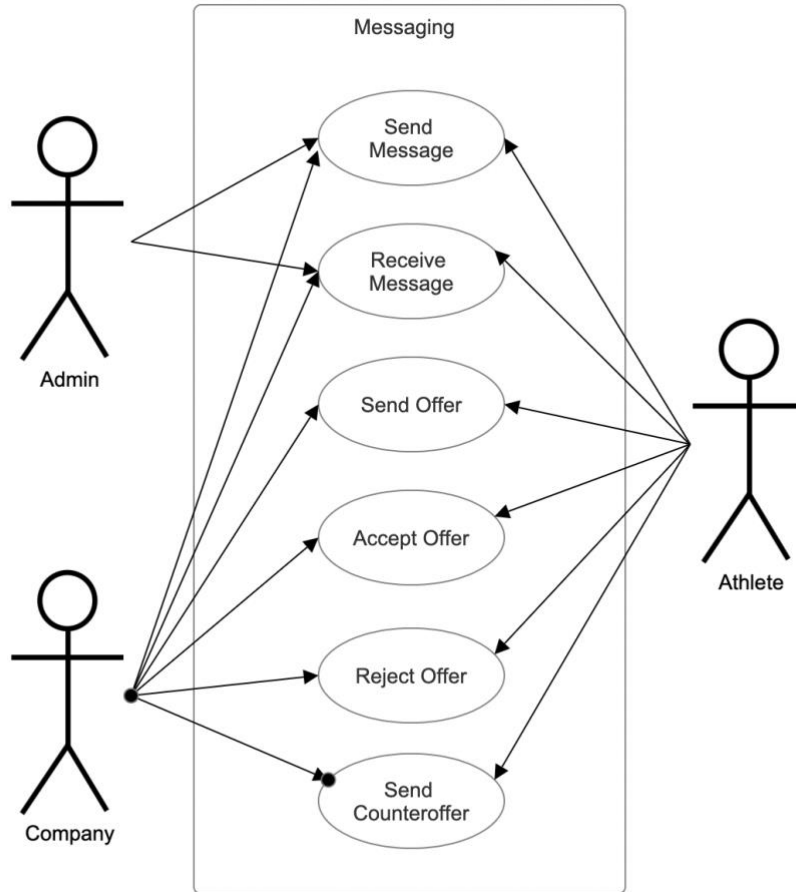 Messaging
Send
Message
Receive
Message
Admin
Send Offer
Accept Offer
Athlete
Reject Offer
Send
Counteroffer
Company